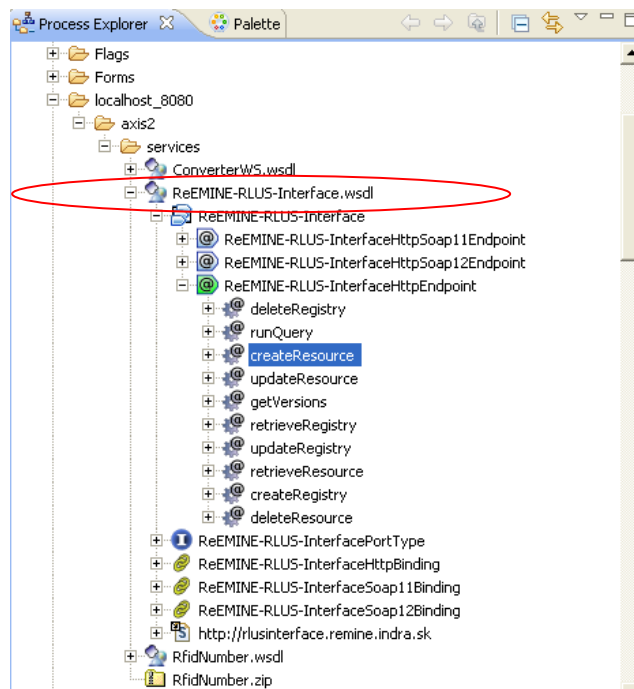 Process Explorer Palette
Flags
Forms
localhost_8080
axis2
services
ConverterWS.wsdl
ReEMINE-RLUS-Interface.wsdl
ReEMINE-RLUS-Interface
ReEMINE-RLUS-InterfaceHttpSoap11Endpoint
ReEMINE-RLUS-InterfaceHttpSoap12Endpoint
ReEMINE-RLUS-InterfaceHttpEndpoint
deleteRegistry
runQuery
createResource
updateResource
getVersions
retrieveRegistry
updateRegistry
retrieveResource
createRegistry
deleteResource
ReEMINE-RLUS-InterfacePortType
ReEMINE-RLUS-InterfaceHttpBinding
ReEMINE-RLUS-InterfaceSoap11Binding
ReEMINE-RLUS-InterfaceSoap12Binding
http://rlusinterface.remine.indra.sk
RfidNumber.wsdl
RfidNumber.zip